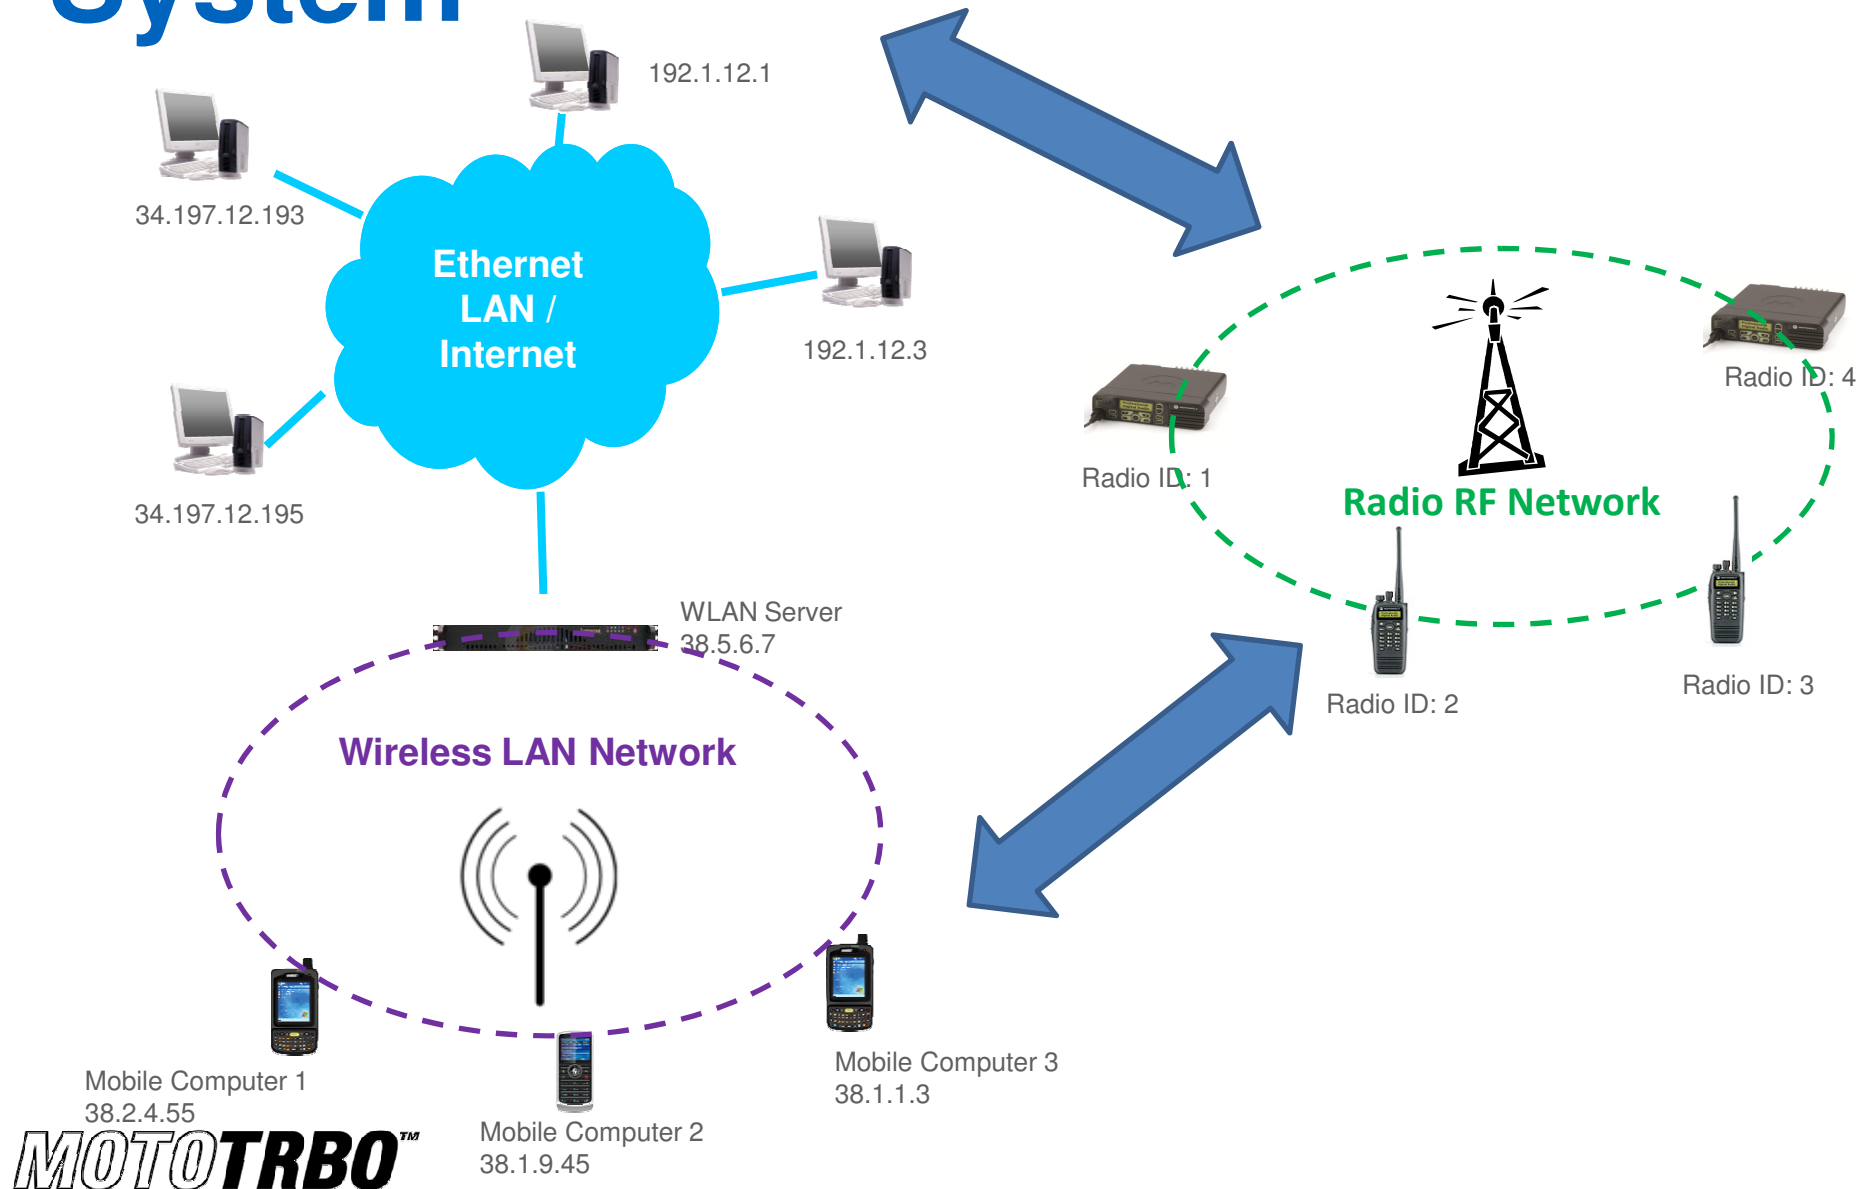 System
192.1.12.1
34.197.12.193
Ethernet
LAN /
Internet
192.1.12.3
34.197.12.195
Radio ID: 4
Radio ID: 1
Radio RF Network
WLAN Server
38.5.6.7
Radio ID: 3
Radio ID: 2
Wireless LAN Network
Mobile Computer 3
38.1.1.3
Mobile Computer 1
38.2.4.55
Mobile Computer 2
38.1.9.45
MOTOTRBO™